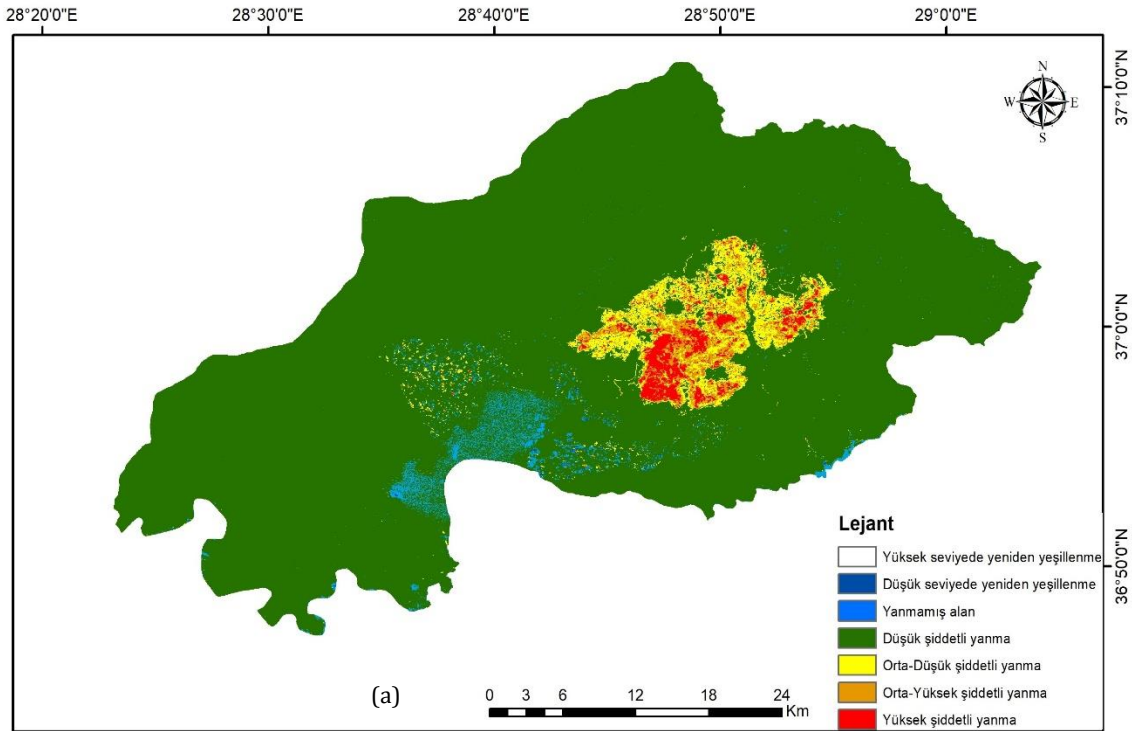 28°20'0"E 28°30'0"E 28°40'0"E 28°50'0"E 29°0'0"E
37°10'0"N
N
W E
S
37°0'0"N
36°50'0"N
Lejant
Yüksek seviyede yeniden yeşillenme
Düşük seviyede yeniden yeşillenme
Yanmamış alan
Düşük şiddetli yanma
Orta-Düşük şiddetli yanma
Orta-Yüksek şiddetli yanma
Yüksek şiddetli yanma
(a)
0 3 6 12 18 24
Km